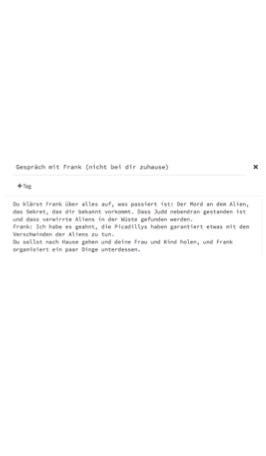 Gespräch mit Frank (nicht bei dir zuhause) ×
+Tag
Du klärst Frank über alles auf, was passiert ist: Der Mord an dem Alien,
das Sekret, das dir bekannt vorkommt. Dass Judd nebendran gestanden ist
und dass verwirrte Aliens in der Wüste gefunden werden.
Frank: Ich habe es geahnt, die Picadillys haben garantiert etwas mit dem
Verschwinden der Aliens zu tun.
Du sollst nach Hause gehen und deine Frau und Kind holen, und Frank
organisiert ein paar Dinge unterdessen.